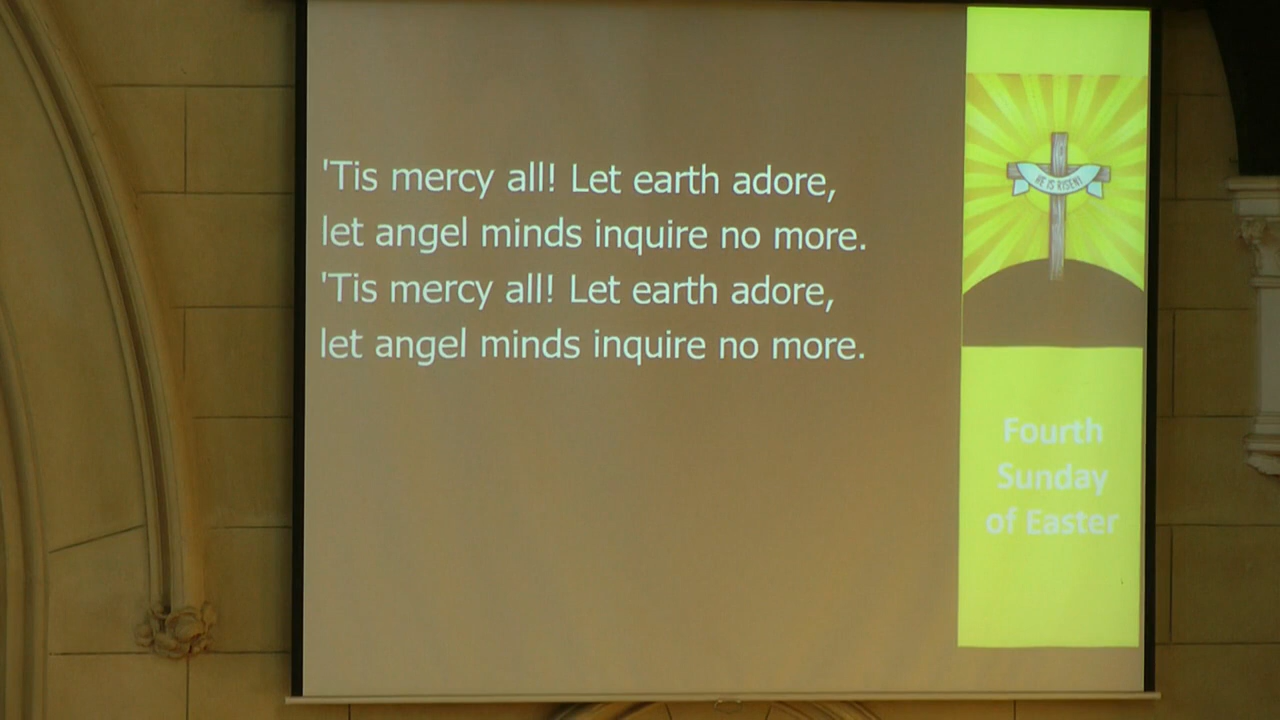 'Tis mercy all! Let earth adore,
let angel minds inquire no more.
'Tis mercy all! Let earth adore,
let angel minds inquire no more.
HE IS RISEN!
Fourth
Sunday
of Easter